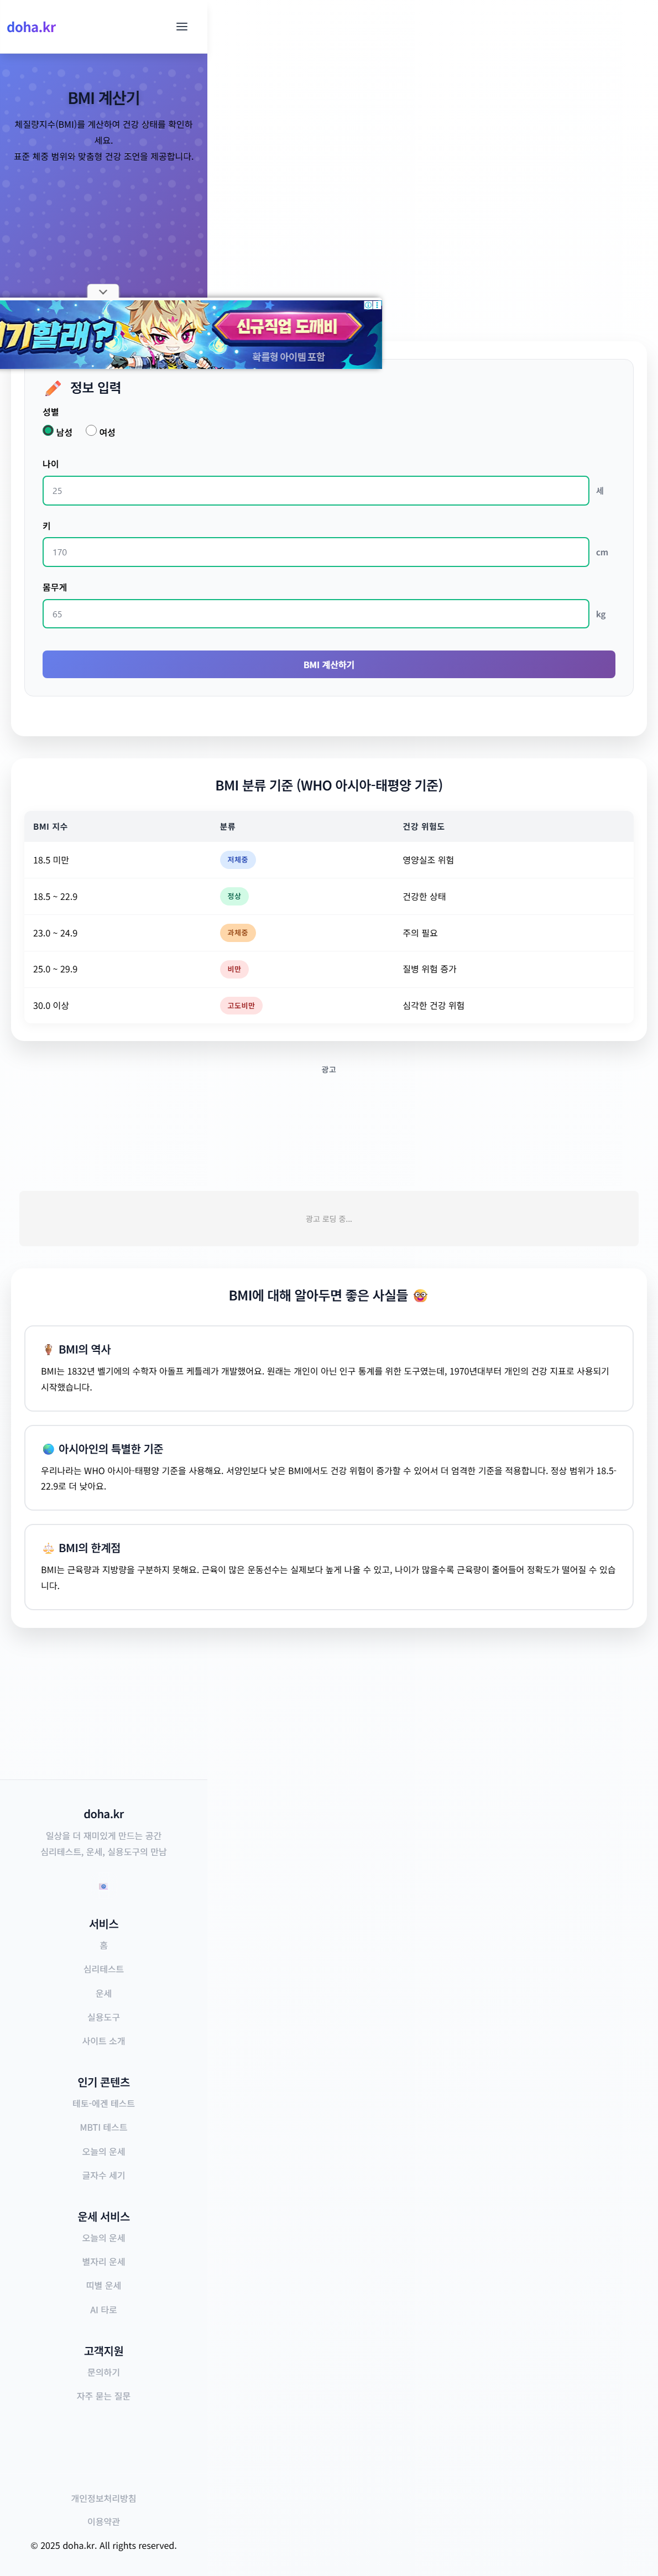 doha.kr
BMI 계산기
체질량지수(BMI)를 계산하여 건강 상태를 확인하
세요.
표준 체중 범위와 맞춤형 건강 조언을 제공합니다.
할래?
신규직업 도깨비
확률형 아이템 포함
정보 입력
성별
남성 여성
나이
25 세
키
170 cm
몸무게
65 kg
BMI 계산하기
BMI 분류 기준 (WHO 아시아-태평양 기준)
BMI 지수 분류 건강 위험도
18.5 미만 저체중 영양실조 위험
18.5 ~ 22.9 정상 건강한 상태
23.0 ~ 24.9 과체중 주의 필요
25.0 ~ 29.9 비만 질병 위험 증가
30.0 이상 고도비만 심각한 건강 위험
광고
광고 로딩 중...
BMI에 대해 알아두면 좋은 사실들
BMI의 역사
BMI는 1832년 벨기에의 수학자 아돌프 케틀레가 개발했어요. 원래는 개인이 아닌 인구 통계를 위한 도구였는데, 1970년대부터 개인의 건강 지표로 사용되기
시작했습니다.
아시아인의 특별한 기준
우리나라는 WHO 아시아-태평양 기준을 사용해요. 서양인보다 낮은 BMI에서도 건강 위험이 증가할 수 있어서 더 엄격한 기준을 적용합니다. 정상 범위가 18.5-
22.9로 더 낮아요.
BMI의 한계점
BMI는 근육량과 지방량을 구분하지 못해요. 근육이 많은 운동선수는 실제보다 높게 나올 수 있고, 나이가 많을수록 근육량이 줄어들어 정확도가 떨어질 수 있습
니다.
doha.kr
일상을 더 재미있게 만드는 공간
심리테스트, 운세, 실용도구의 만남
서비스
홈
심리테스트
운세
실용도구
사이트 소개
인기 콘텐츠
테토-에겐 테스트
MBTI 테스트
오늘의 운세
글자수 세기
운세 서비스
오늘의 운세
별자리 운세
띠별 운세
AI 타로
고객지원
문의하기
자주 묻는 질문
개인정보처리방침
이용약관
© 2025 doha.kr. All rights reserved.